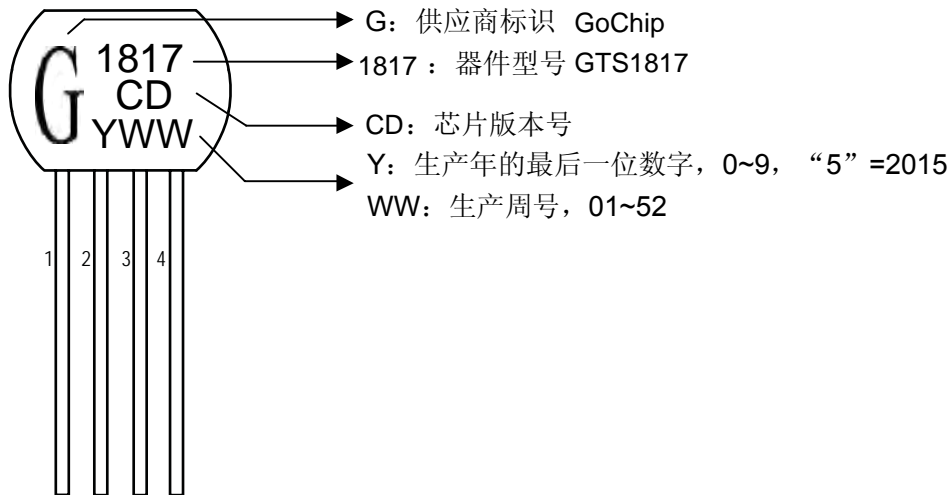 G
1817
CD
YWW
G：供应商标识 GoChip
1817 ：器件型号 GTS1817
CD：芯片版本号
Y：生产年的最后一位数字，0~9，“5”=2015
WW：生产周号，01~52
1 2 3 4